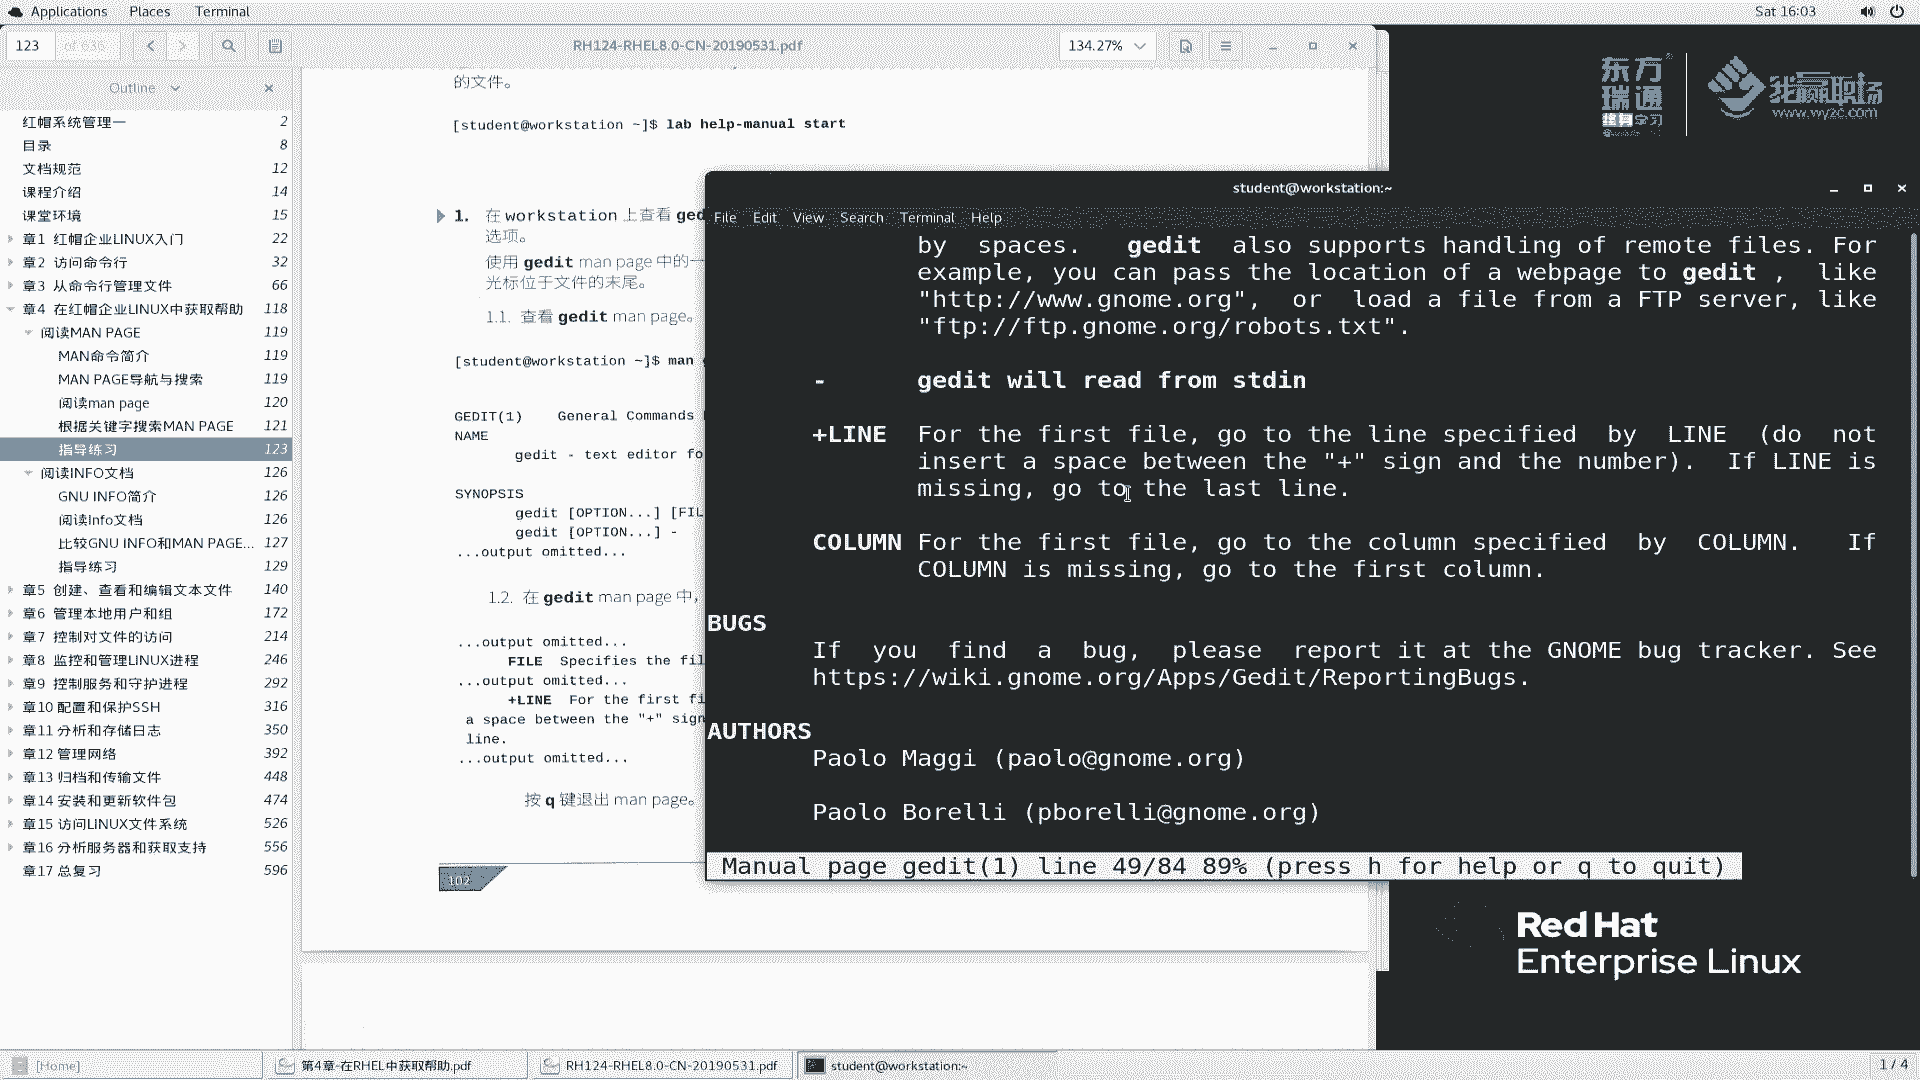 Applications Places Terminal
Sat 16:03
123 of 636
RH124-RHEL8.0-CN-20190531.pdf
134.27%
Outline
红帽系统管理一 2
目录 8
文档规范 12
课程介绍 14
课堂环境 15
章1 红帽企业LINUX入门 22
章2 访问命令行 32
章3 从命令行管理文件 66
章4 在红帽企业LINUX中获取帮助 118
阅读MAN PAGE 119
MAN命令简介 119
MAN PAGE导航与搜索 119
阅读man page 120
根据关键字搜索MAN PAGE 121
指导练习 123
阅读INFO文档 126
GNU INFO简介 126
阅读Info文档 126
比较GNU INFO和MAN PAGE... 127
指导练习 129
章5 创建、查看和编辑文本文件 140
章6 管理本地用户和组 172
章7 控制对文件的访问 214
章8 监控和管理LINUX进程 246
章9 控制服务和守护进程 292
章10 配置和保护SSH 316
章11 分析和存储日志 350
章12 管理网络 392
章13 归档和传输文件 448
章14 安装和更新软件包 474
章15 访问LINUX文件系统 526
章16 分析服务器和获取支持 556
章17 总复习 596
的文件。
[student@workstation ~]$ lab help-manual start
1. 在 workstation 上查看 ged
选项。
使用 gedit man page 中的一
光标位于文件的末尾。
1.1. 查看 gedit man page。
[student@workstation ~]$ man
GEDIT(1) General Commands
NAME
gedit - text editor fo
SYNOPSIS
gedit [OPTION...] [FIL
gedit [OPTION...] -
...output omitted...
1.2. 在 gedit man page 中，
...output omitted...
FILE Specifies the fil
...output omitted...
+LINE For the first fi
a space between the "+" sign
line.
...output omitted...
按 q 键退出 man page。
102
student@workstation:~
File Edit View Search Terminal Help
by spaces. gedit also supports handling of remote files. For
example, you can pass the location of a webpage to gedit , like
"http://www.gnome.org", or load a file from a FTP server, like
"ftp://ftp.gnome.org/robots.txt".
- gedit will read from stdin
+LINE For the first file, go to the line specified by LINE (do not
insert a space between the "+" sign and the number). If LINE is
missing, go to the last line.
COLUMN For the first file, go to the column specified by COLUMN. If
COLUMN is missing, go to the first column.
BUGS
If you find a bug, please report it at the GNOME bug tracker. See
https://wiki.gnome.org/Apps/Gedit/ReportingBugs.
AUTHORS
Paolo Maggi (paolo@gnome.org)
Paolo Borelli (pborelli@gnome.org)
Manual page gedit(1) line 49/84 89% (press h for help or q to quit)
东方
瑞通
终身学习
我赢职场
www.wyzc.com
Red Hat
Enterprise Linux
[Home]
第4章-在RHEL中获取帮助.pdf
RH124-RHEL8.0-CN-20190531.pdf
student@workstation:~
1 / 4